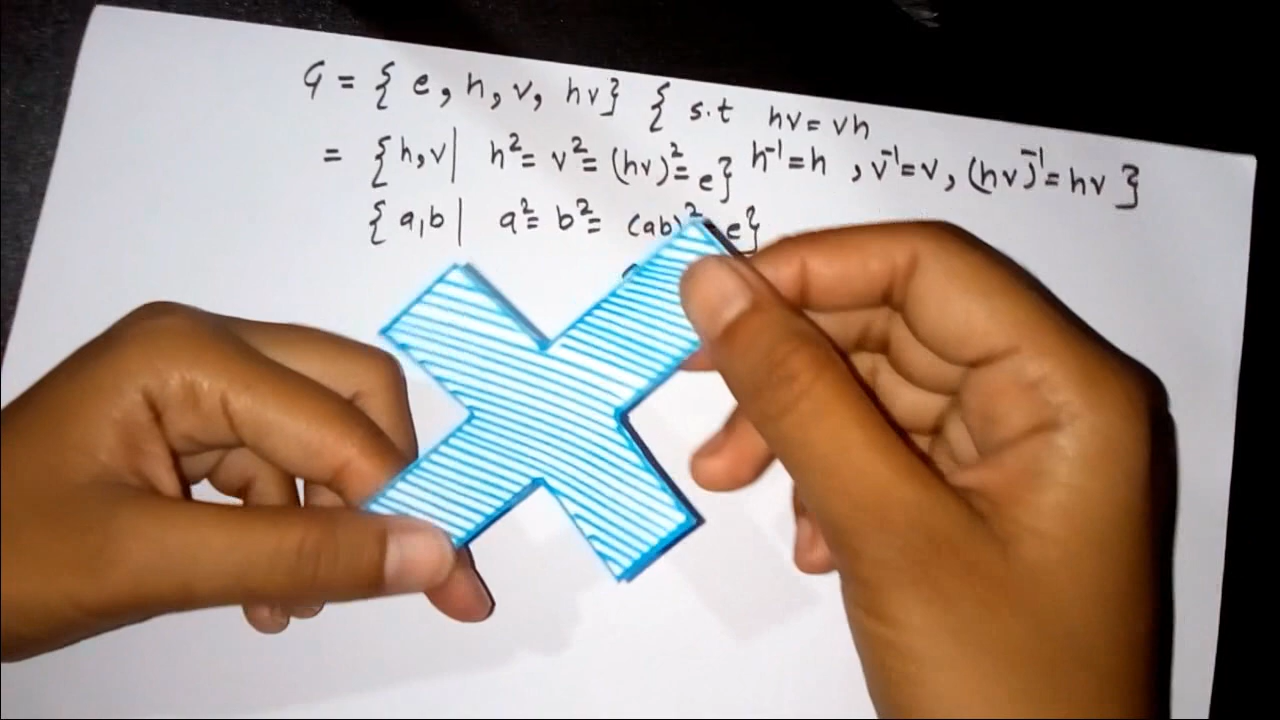 G = { e, h, v, hv} { s.t hv = vh
= {h,v| h² = v² = (hv)² = e} h⁻¹=h , v⁻¹=v, (hv)⁻¹=hv }
{ a,b| a² = b² = (ab)² e}